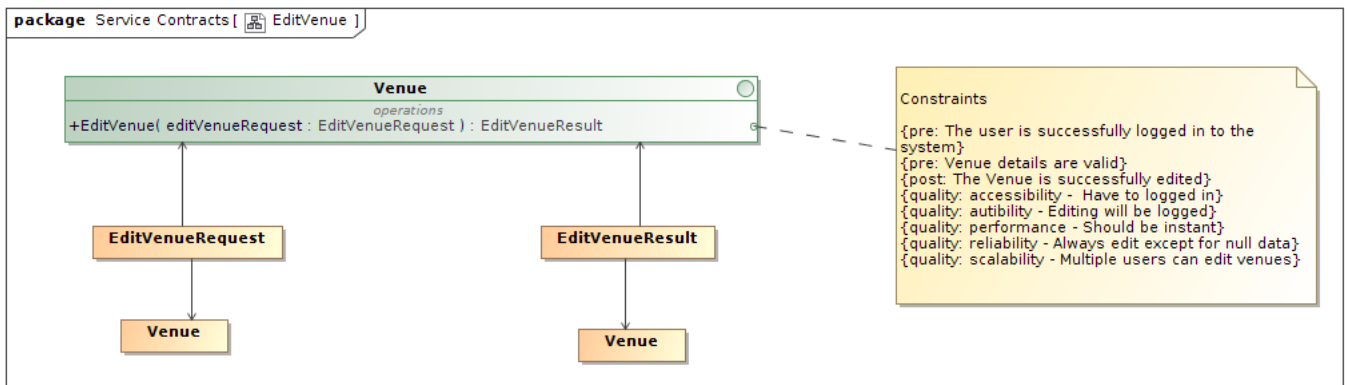 package Service Contracts [ EditVenue ]
Venue
operations
+EditVenue( editVenueRequest : EditVenueRequest ) : EditVenueResult
Constraints
{pre: The user is successfully logged in to the
system}
{pre: Venue details are valid}
{post: The Venue is successfully edited}
{quality: accessibility - Have to logged in}
{quality: autibility - Editing will be logged}
{quality: performance - Should be instant}
{quality: reliability - Always edit except for null data}
{quality: scalability - Multiple users can edit venues}
EditVenueRequest
EditVenueResult
Venue
Venue